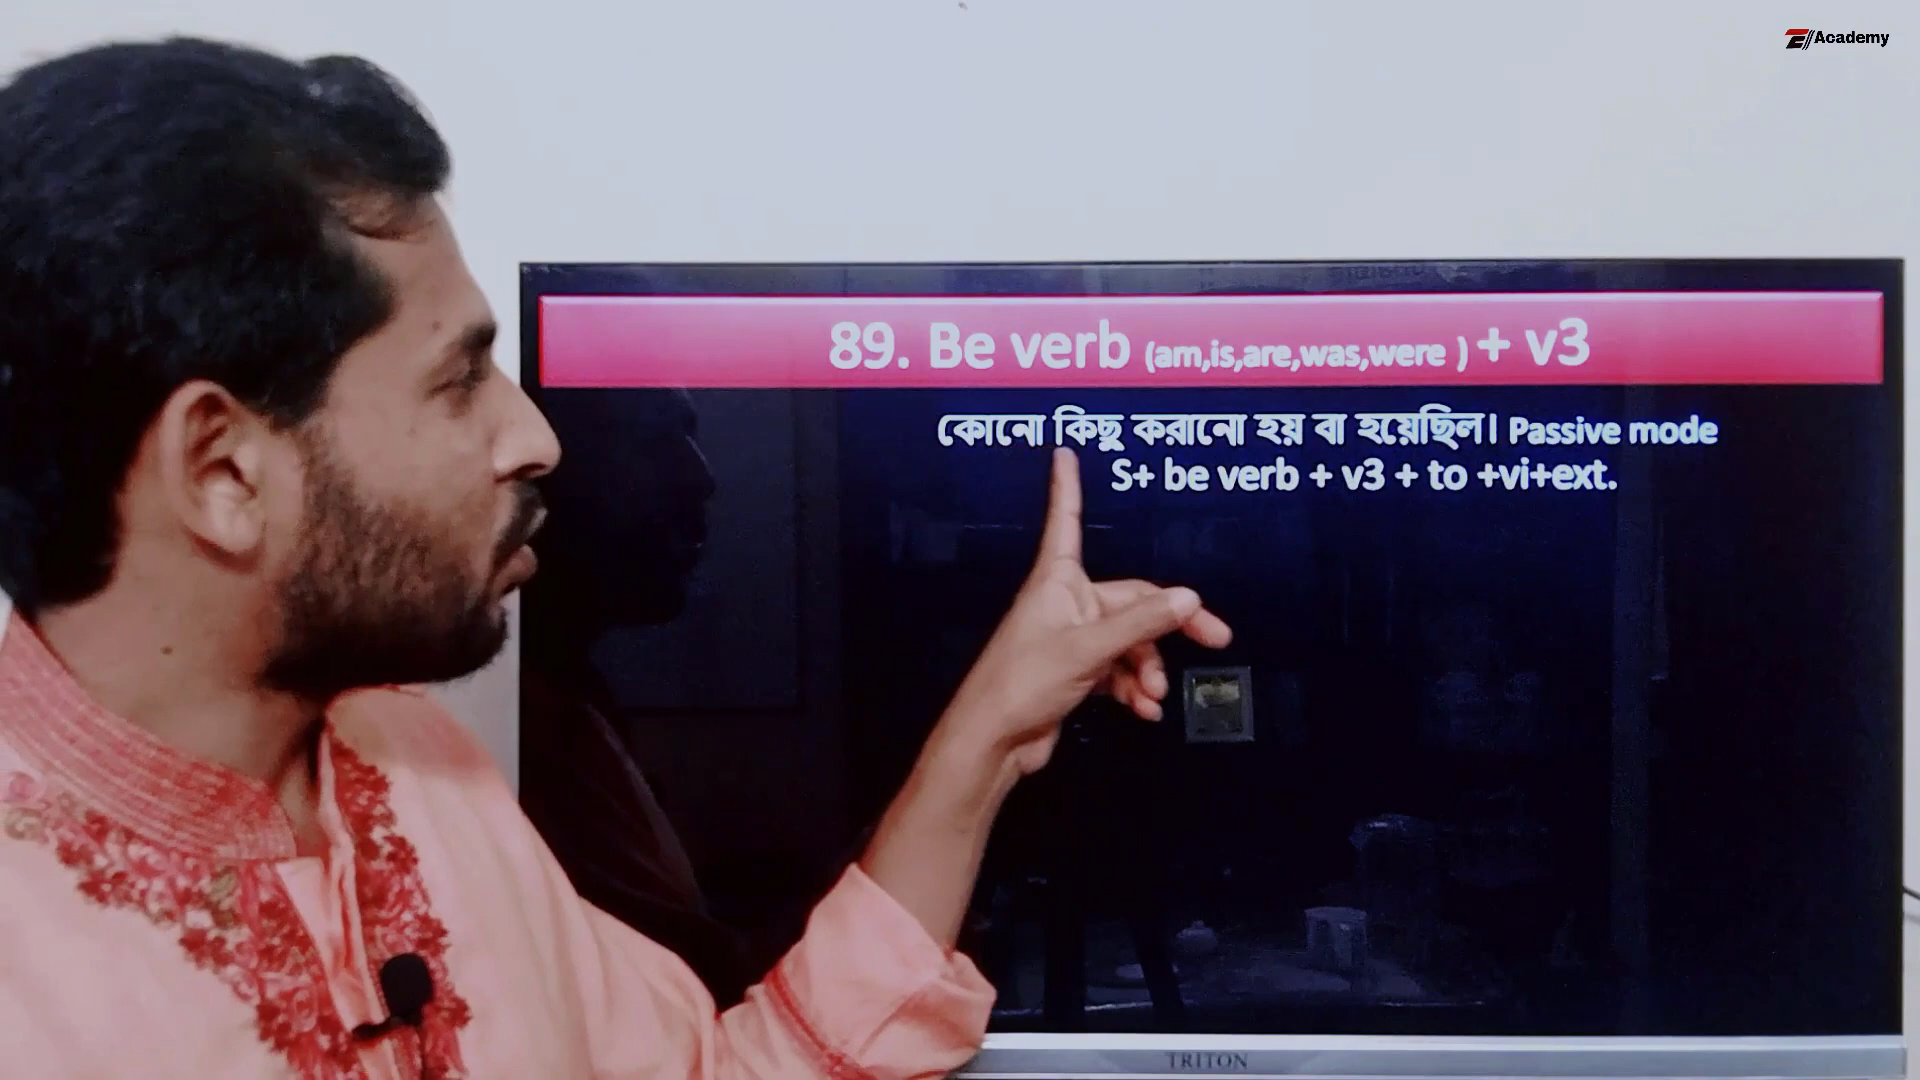 E//Academy
89. Be verb (am,is,are,was,were ) + v3
কোনো কিছু করানো হয় বা হয়েছিল। Passive mode
S+ be verb + v3 + to +vi+ext.
TRITON